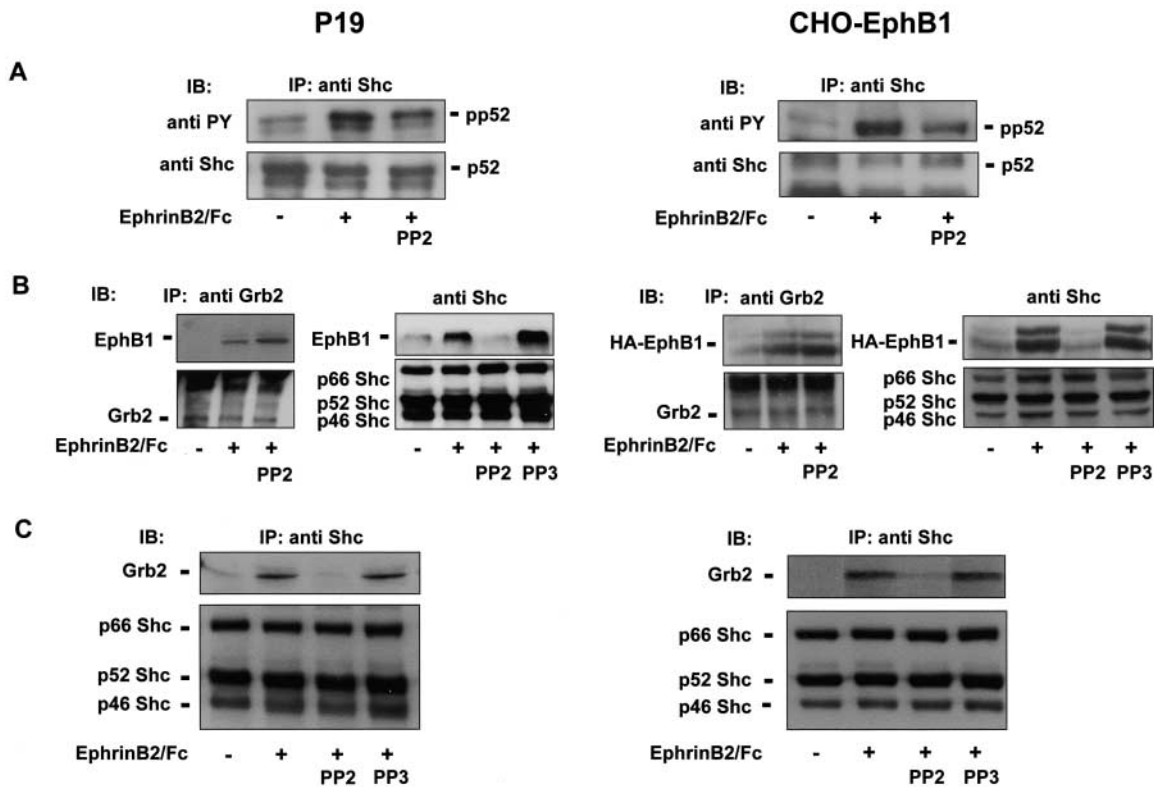 P19 CHO-EphB1
A
IB: IP: anti Shc
anti PY - pp52
anti Shc - p52
EphrinB2/Fc - + +
PP2
IB: IP: anti Shc
anti PY - pp52
anti Shc - p52
EphrinB2/Fc - + +
PP2
B
IB: IP: anti Grb2 anti Shc
EphB1 - EphB1 -
p66 Shc
p52 Shc
Grb2 - p46 Shc
EphrinB2/Fc - + + - + + +
PP2 PP2 PP3
IB: IP: anti Grb2 anti Shc
HA-EphB1 - HA-EphB1 -
p66 Shc
p52 Shc
Grb2 - p46 Shc
EphrinB2/Fc - + + - + + +
PP2 PP2 PP3
C
IB: IP: anti Shc
Grb2 -
p66 Shc -
p52 Shc -
p46 Shc -
EphrinB2/Fc - + + +
PP2 PP3
IB: IP: anti Shc
Grb2 -
p66 Shc -
p52 Shc -
p46 Shc -
EphrinB2/Fc - + + +
PP2 PP3